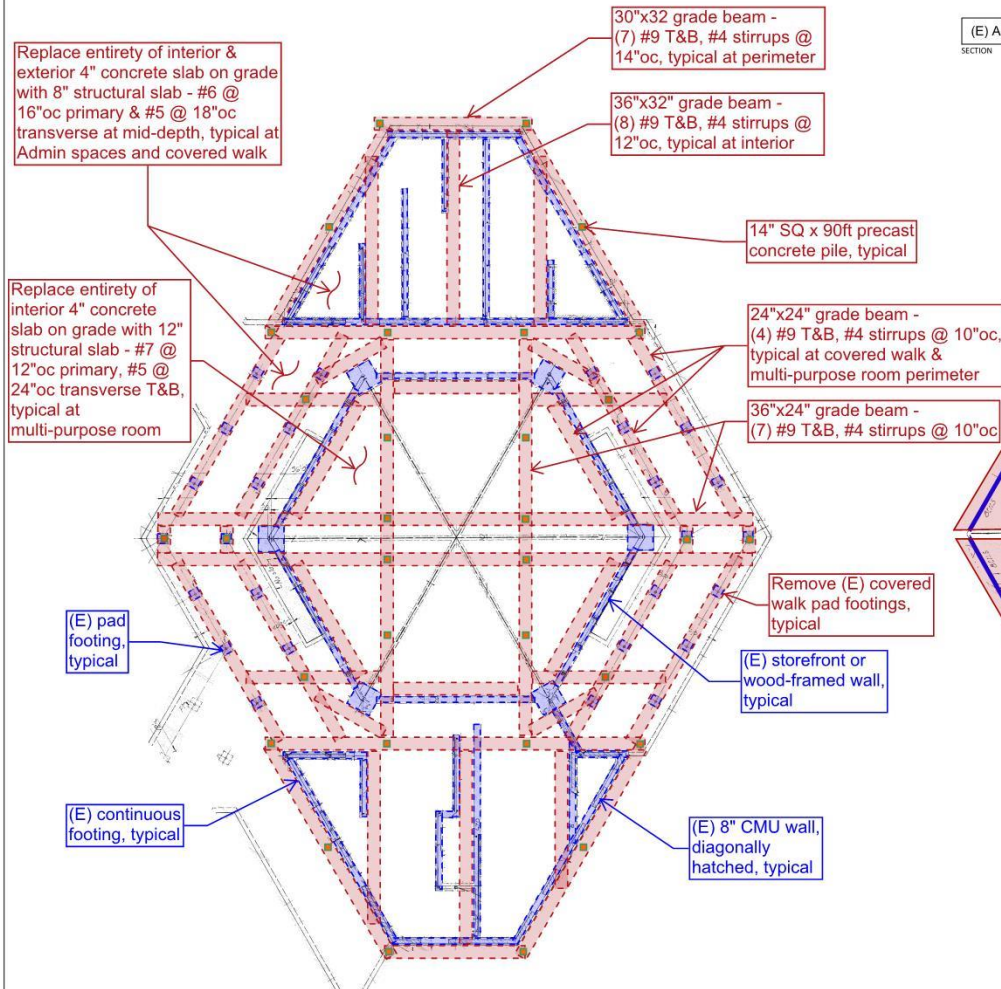 30"x32 grade beam -
(7) #9 T&B, #4 stirrups @
14"oc, typical at perimeter
(E) A
SECTION
Replace entirety of interior &
exterior 4" concrete slab on grade
with 8" structural slab - #6 @
16"oc primary & #5 @ 18"oc
transverse at mid-depth, typical at
Admin spaces and covered walk
36"x32" grade beam -
(8) #9 T&B, #4 stirrups @
12"oc, typical at interior
14" SQ x 90ft precast
concrete pile, typical
Replace entirety of
interior 4" concrete
slab on grade with 12"
structural slab - #7 @
12"oc primary, #5 @
24"oc transverse T&B,
typical at
multi-purpose room
24"x24" grade beam -
(4) #9 T&B, #4 stirrups @ 10"oc,
typical at covered walk &
multi-purpose room perimeter
36"x24" grade beam -
(7) #9 T&B, #4 stirrups @ 10"oc
Remove (E) covered
walk pad footings,
typical
(E) pad
footing,
typical
(E) storefront or
wood-framed wall,
typical
(E) continuous
footing, typical
(E) 8" CMU wall,
diagonally
hatched, typical